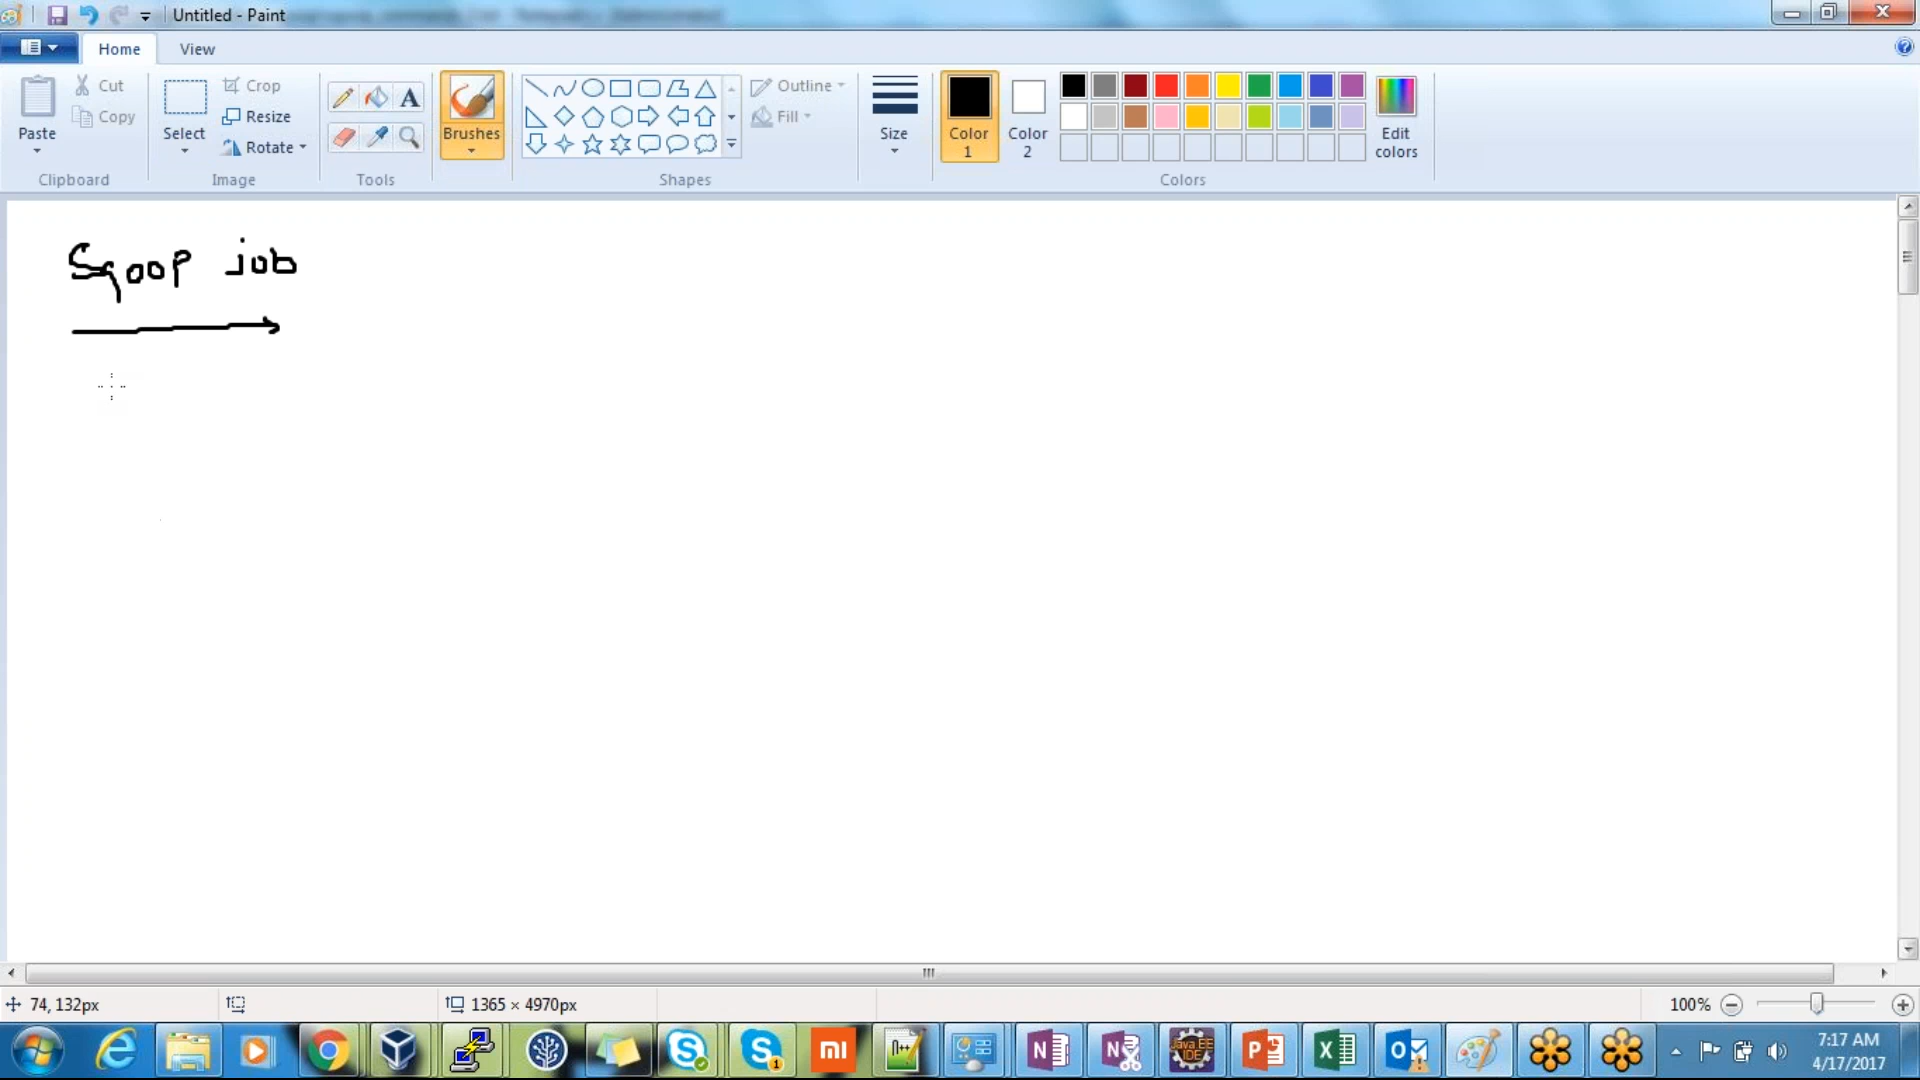 Untitled - Paint
Home View
Paste
Cut
Copy
Clipboard
Select
Crop
Resize
Rotate
Image
A
Tools
Brushes
Outline
Fill
Shapes
Size
Color 1
Color 2
Edit colors
Colors
Sqoop job
74, 132px
1365 × 4970px
100%
7:17 AM
4/17/2017